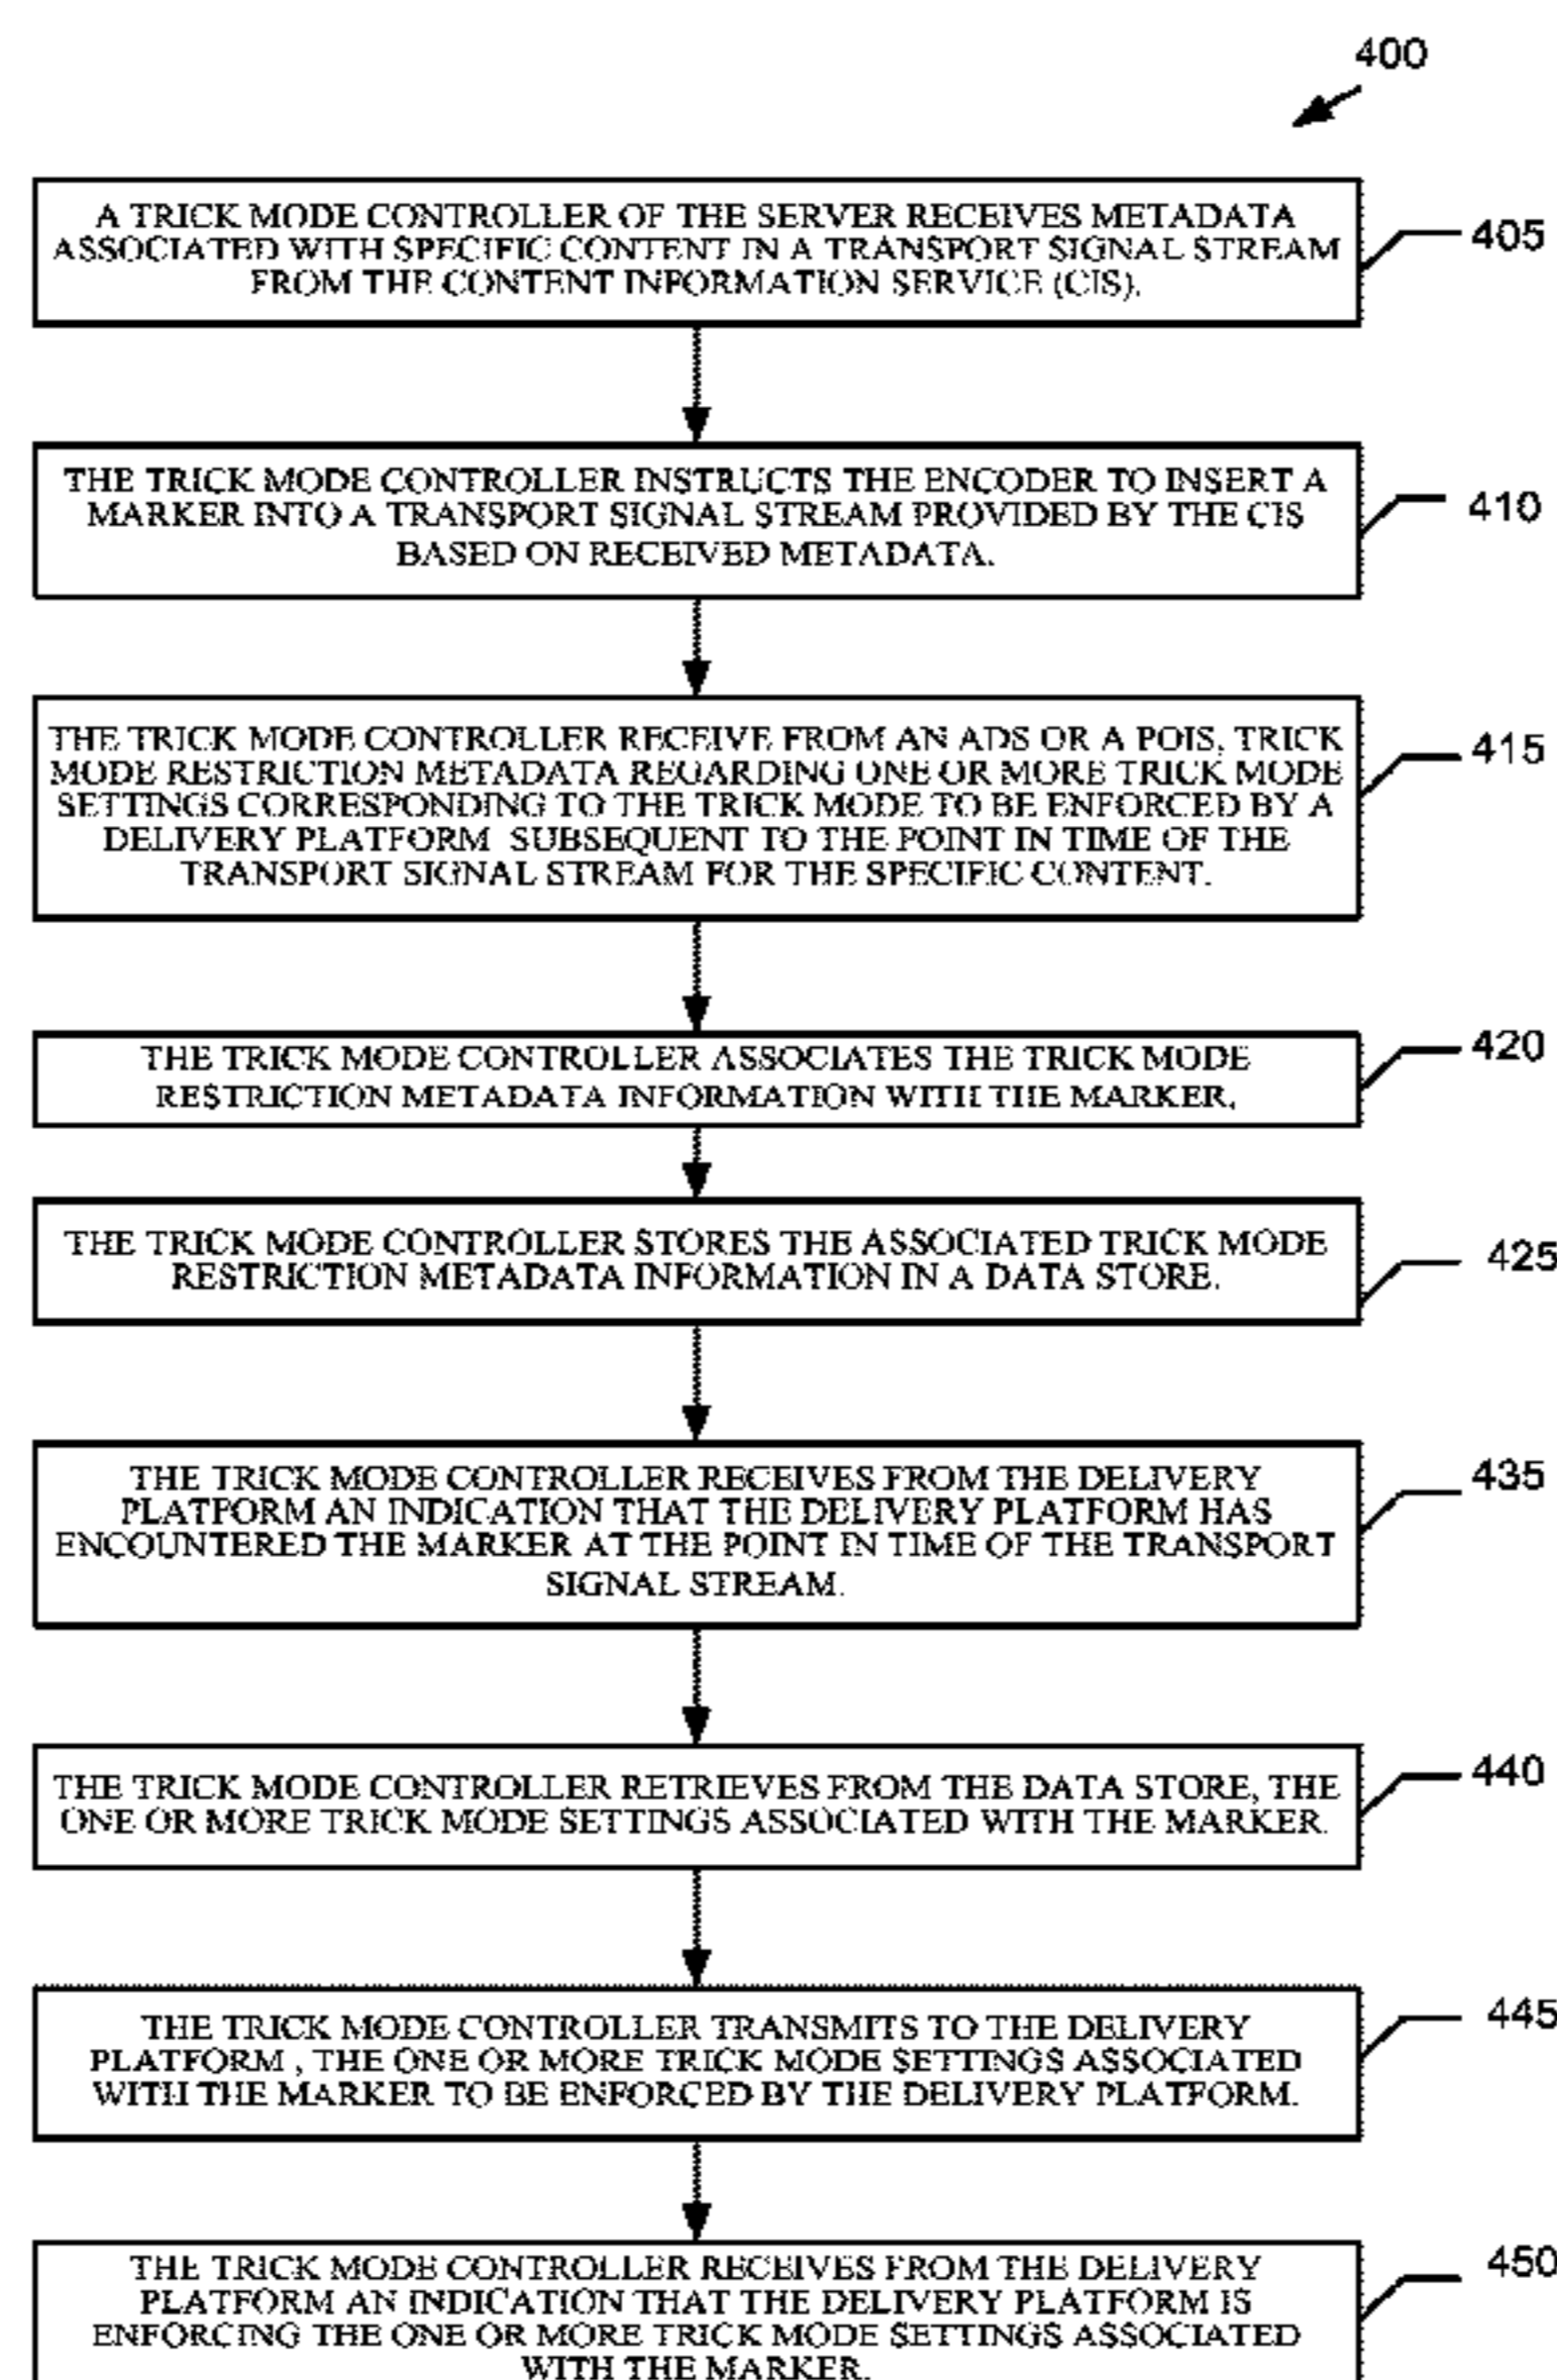 400
A TRICK MODE CONTROLLER OF THE SERVER RECEIVES METADATA
ASSOCIATED WITH SPECIFIC CONTENT IN A TRANSPORT SIGNAL STREAM
FROM THE CONTENT INFORMATION SERVICE (CIS).
405
THE TRICK MODE CONTROLLER INSTRUCTS THE ENCODER TO INSERT A
MARKER INTO A TRANSPORT SIGNAL STREAM PROVIDED BY THE CIS
BASED ON RECEIVED METADATA.
410
THE TRICK MODE CONTROLLER RECEIVE FROM AN ADS OR A POIS, TRICK
MODE RESTRICTION METADATA REGARDING ONE OR MORE TRICK MODE
SETTINGS CORRESPONDING TO THE TRICK MODE TO BE ENFORCED BY A
DELIVERY PLATFORM SUBSEQUENT TO THE POINT IN TIME OF THE
TRANSPORT SIGNAL STREAM FOR THE SPECIFIC CONTENT.
415
THE TRICK MODE CONTROLLER ASSOCIATES THE TRICK MODE
RESTRICTION METADATA INFORMATION WITH THE MARKER.
420
THE TRICK MODE CONTROLLER STORES THE ASSOCIATED TRICK MODE
RESTRICTION METADATA INFORMATION IN A DATA STORE.
425
THE TRICK MODE CONTROLLER RECEIVES FROM THE DELIVERY
PLATFORM AN INDICATION THAT THE DELIVERY PLATFORM HAS
ENCOUNTERED THE MARKER AT THE POINT IN TIME OF THE TRANSPORT
SIGNAL STREAM.
435
THE TRICK MODE CONTROLLER RETRIEVES FROM THE DATA STORE, THE
ONE OR MORE TRICK MODE SETTINGS ASSOCIATED WITH THE MARKER.
440
THE TRICK MODE CONTROLLER TRANSMITS TO THE DELIVERY
PLATFORM , THE ONE OR MORE TRICK MODE SETTINGS ASSOCIATED
WITH THE MARKER TO BE ENFORCED BY THE DELIVERY PLATFORM.
445
THE TRICK MODE CONTROLLER RECEIVES FROM THE DELIVERY
PLATFORM AN INDICATION THAT THE DELIVERY PLATFORM IS
ENFORCING THE ONE OR MORE TRICK MODE SETTINGS ASSOCIATED
WITH THE MARKER.
450